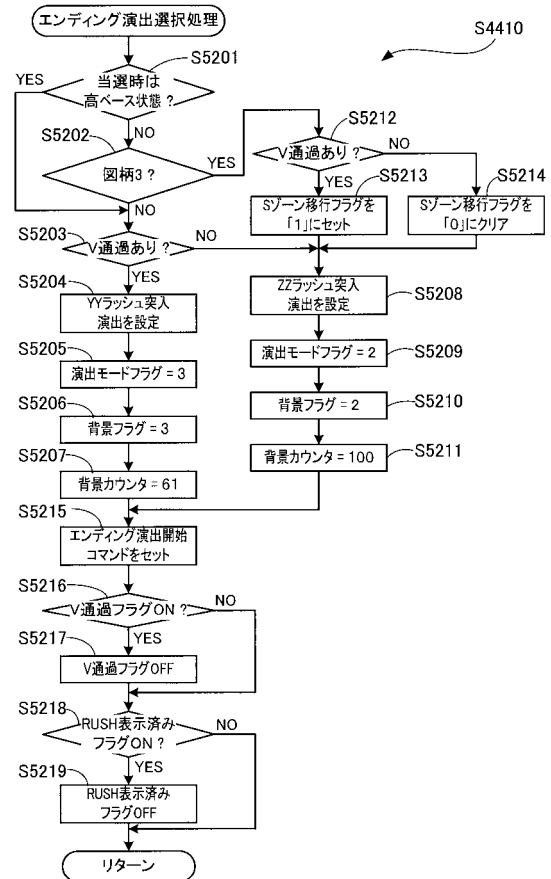 エンディング演出選択処理
S4410
S5201
当選時は
高ベース状態?
YES
NO
S5202
図柄3?
YES
NO
S5212
V通過あり?
NO
YES
S5213
Sゾーン移行フラグを
「1」にセット
S5214
Sゾーン移行フラグを
「0」にクリア
S5203
V通過あり?
NO
YES
S5204
YYラッシュ突入
演出を設定
S5205
演出モードフラグ=3
S5206
背景フラグ=3
S5207
背景カウンタ=61
ZZラッシュ突入
演出を設定
S5208
演出モードフラグ=2
S5209
背景フラグ=2
S5210
背景カウンタ=100
S5211
S5215
エンディング演出開始
コマンドをセット
S5216
V通過フラグON?
NO
YES
S5217
V通過フラグOFF
S5218
RUSH表示済み
フラグON?
NO
YES
S5219
RUSH表示済み
フラグOFF
リターン